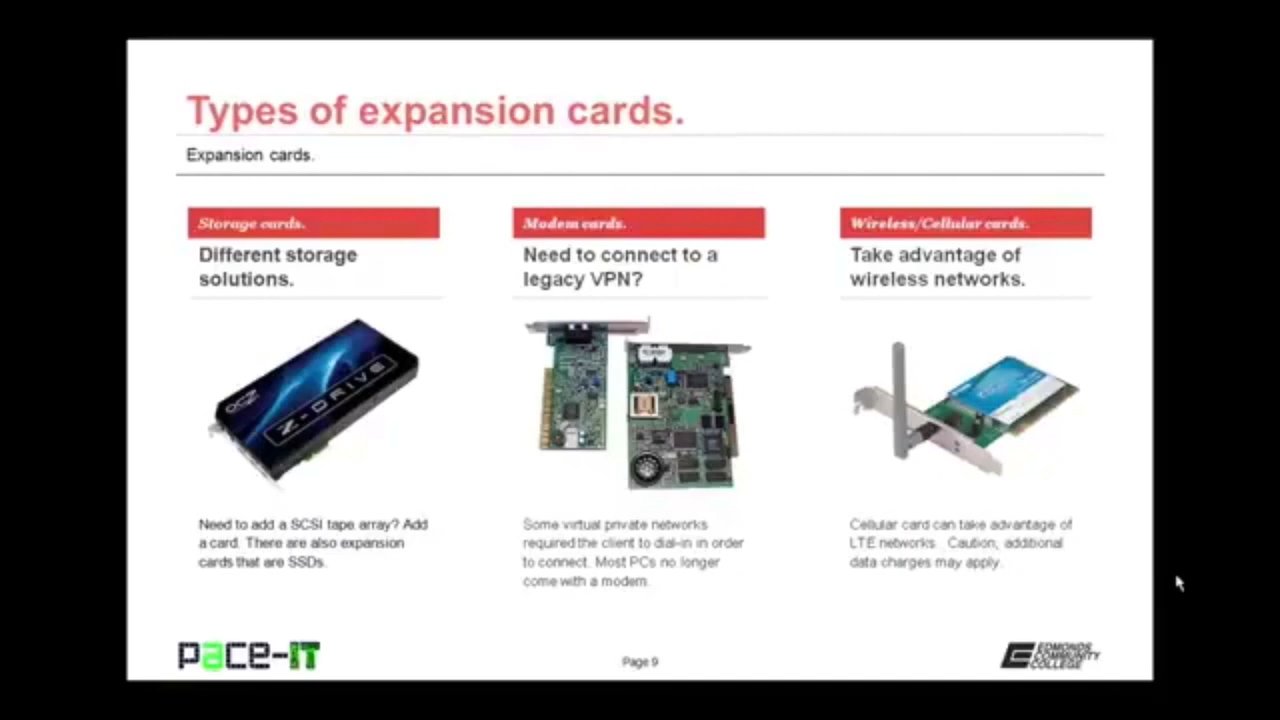 Types of expansion cards.
Expansion cards.
Storage cards.
Different storage
solutions.
OCZ
Z-DRIVE
Need to add a SCSI tape array? Add
a card. There are also expansion
cards that are SSDs.
Modem cards.
Need to connect to a
legacy VPN?
Some virtual private networks
required the client to dial-in in order
to connect. Most PCs no longer
come with a modem.
Wireless/Cellular cards.
Take advantage of
wireless networks.
Cellular card can take advantage of
LTE networks. Caution, additional
data charges may apply.
pace-IT
Page 9
EDMONDS
COMMUNITY
COLLEGE